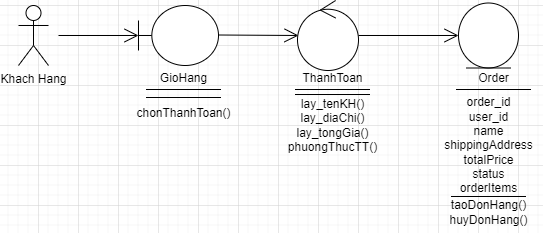 Khach Hang
GioHang
chonThanhToan()
ThanhToan
lay_tenKH()
lay_diaChi()
lay_tongGia()
phuongThucTT()
Order
order_id
user_id
name
shippingAddress
totalPrice
status
orderItems
taoDonHang()
huyDonHang()